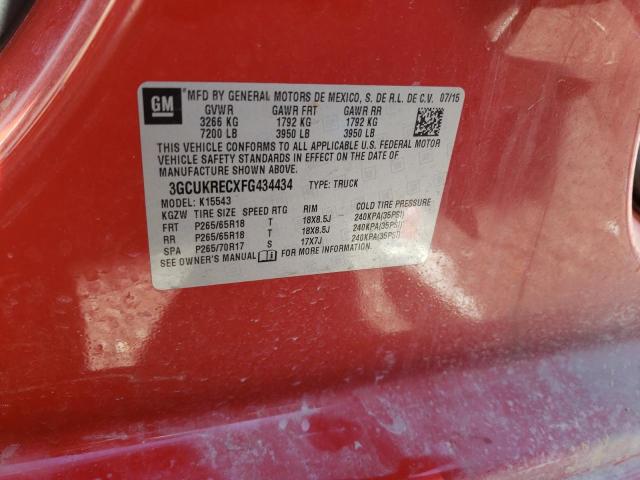 GM
MFD BY GENERAL MOTORS DE MEXICO, S. DE R.L. DE C.V. 07/15
GVWR GAWR FRT GAWR RR
3266 KG 1792 KG 1792 KG
7200 LB 3950 LB 3950 LB
THIS VEHICLE CONFORMS TO ALL APPLICABLE U.S. FEDERAL MOTOR
VEHICLE SAFETY STANDARDS IN EFFECT ON THE DATE OF
MANUFACTURE SHOWN ABOVE.
3GCUKRECXFG434434 TYPE: TRUCK
MODEL: K15543
KGZW TIRE SIZE SPEED RTG RIM COLD TIRE PRESSURE
FRT P265/65R18 T 18X8.5J 240KPA(35PSI)
RR P265/65R18 T 18X8.5J 240KPA(35PSI)
SPA P265/70R17 S 17X7J 240KPA(35PSI)
SEE OWNER'S MANUAL FOR MORE INFORMATION.